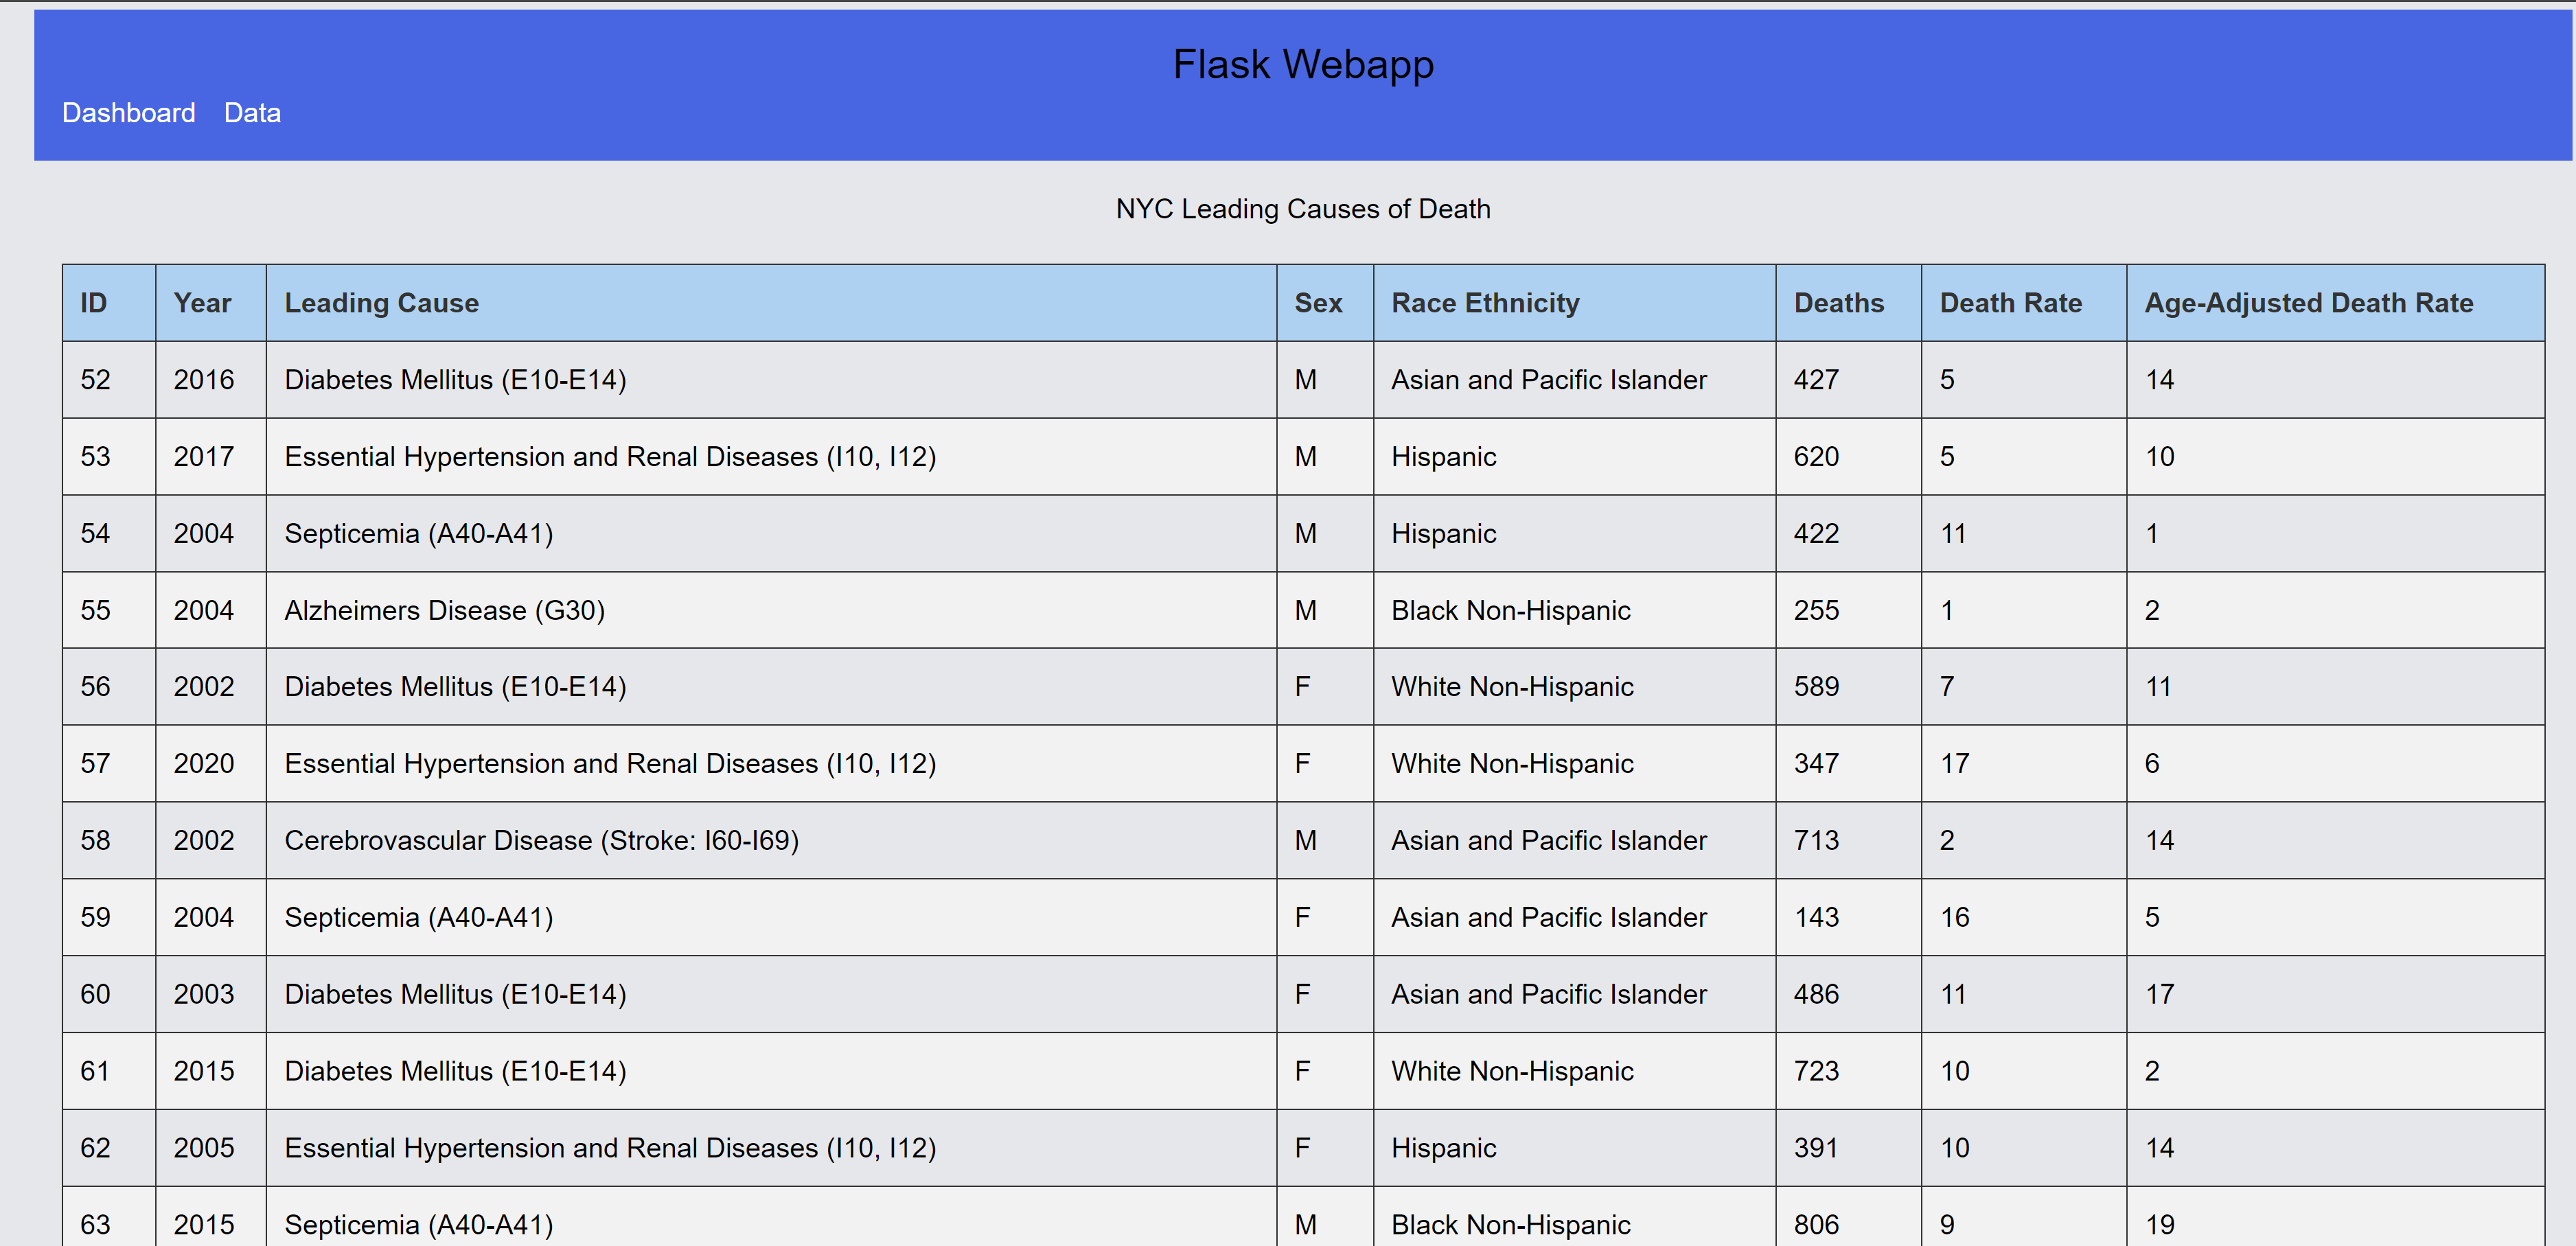 Flask Webapp
Dashboard Data
NYC Leading Causes of Death
ID Year Leading Cause Sex Race Ethnicity Deaths Death Rate Age-Adjusted Death Rate
52 2016 Diabetes Mellitus (E10-E14) M Asian and Pacific Islander 427 5 14
53 2017 Essential Hypertension and Renal Diseases (I10, I12) M Hispanic 620 5 10
54 2004 Septicemia (A40-A41) M Hispanic 422 11 1
55 2004 Alzheimers Disease (G30) M Black Non-Hispanic 255 1 2
56 2002 Diabetes Mellitus (E10-E14) F White Non-Hispanic 589 7 11
57 2020 Essential Hypertension and Renal Diseases (I10, I12) F White Non-Hispanic 347 17 6
58 2002 Cerebrovascular Disease (Stroke: I60-I69) M Asian and Pacific Islander 713 2 14
59 2004 Septicemia (A40-A41) F Asian and Pacific Islander 143 16 5
60 2003 Diabetes Mellitus (E10-E14) F Asian and Pacific Islander 486 11 17
61 2015 Diabetes Mellitus (E10-E14) F White Non-Hispanic 723 10 2
62 2005 Essential Hypertension and Renal Diseases (I10, I12) F Hispanic 391 10 14
63 2015 Septicemia (A40-A41) M Black Non-Hispanic 806 9 19